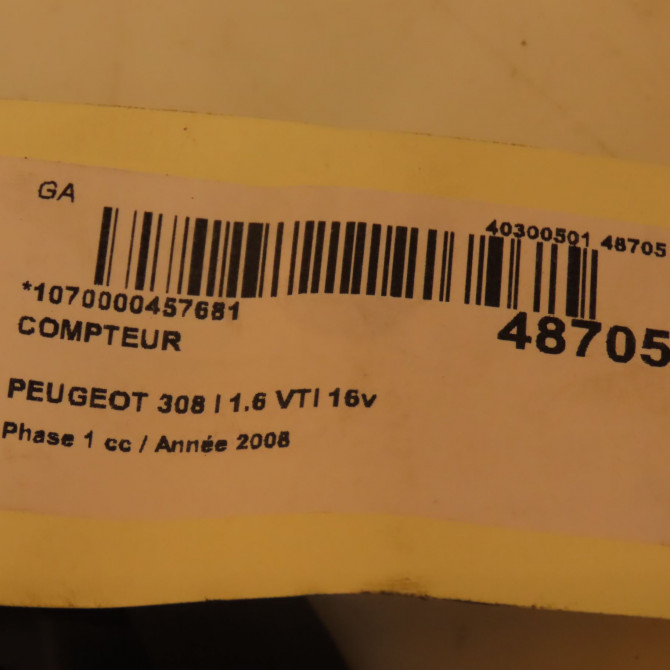 GA
40300501 48705
*1070000457681
48705
COMPTEUR
PEUGEOT 308 I 1.6 VTI 16v
Phase 1 cc / Année 2008